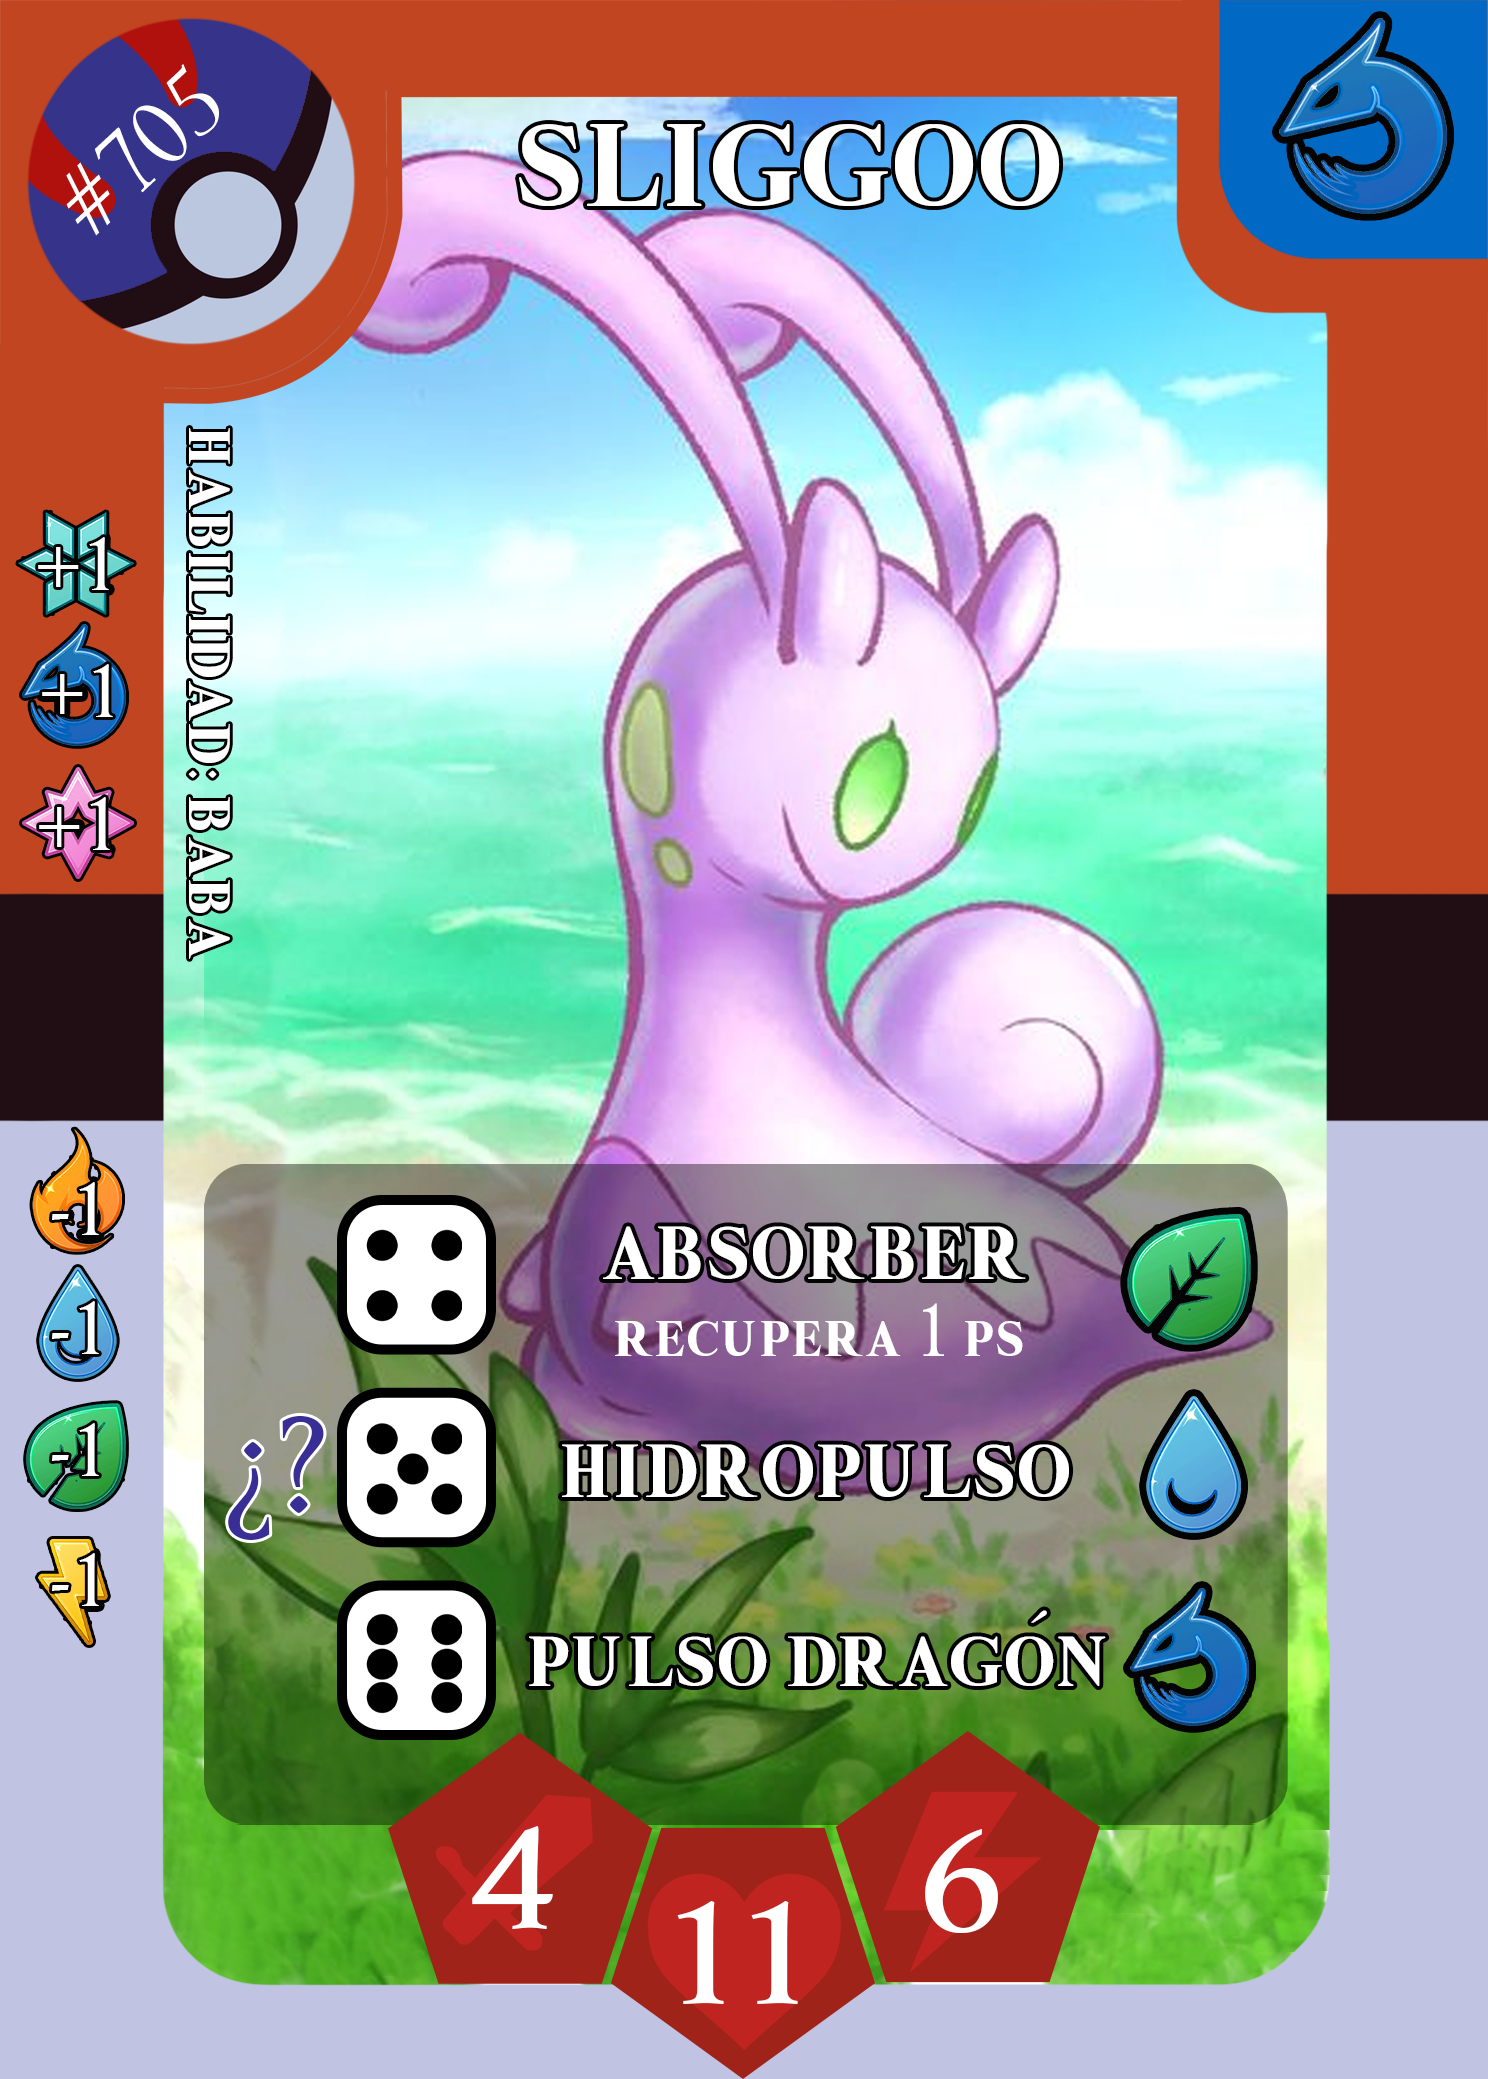 #705
SLIGGOO
HABILIDAD: BABA
+1
+1
+1
-1
-1
-1
-1
ABSORBER
RECUPERA 1 PS
¿?
HIDROPULSO
PULSO DRAGÓN
4
11
6